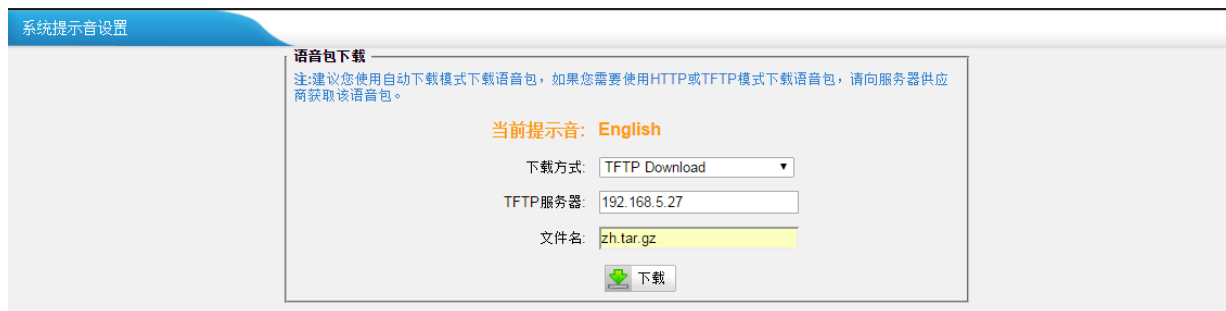 系统提示音设置
语音包下载
注:建议您使用自动下载模式下载语音包，如果您需要使用HTTP或TFTP模式下载语音包，请向服务器供应
商获取该语音包。
当前提示音: English
下载方式: TFTP Download
TFTP服务器: 192.168.5.27
文件名: zh.tar.gz
下载